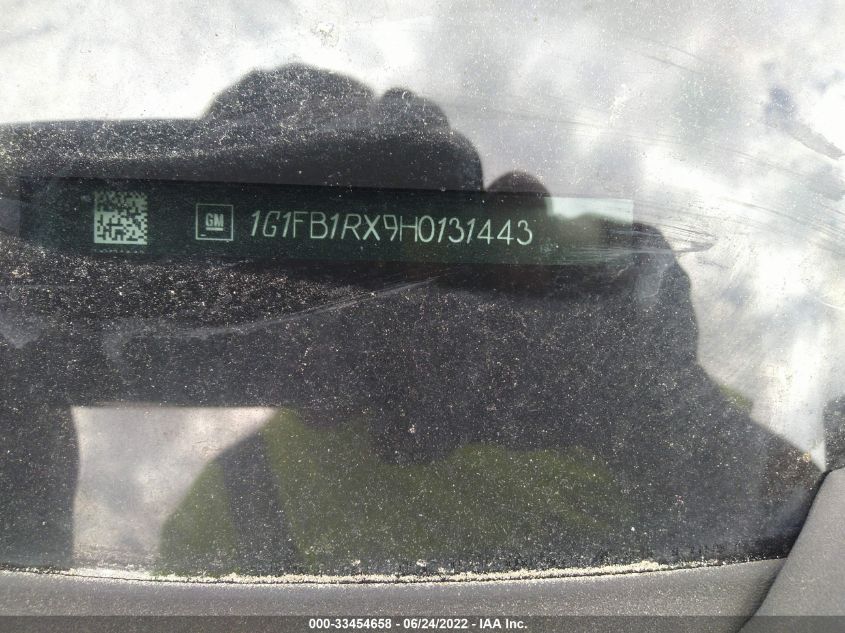 GM 1G1FB1RX9H0131443
000-33454658 - 06/24/2022 - IAA Inc.